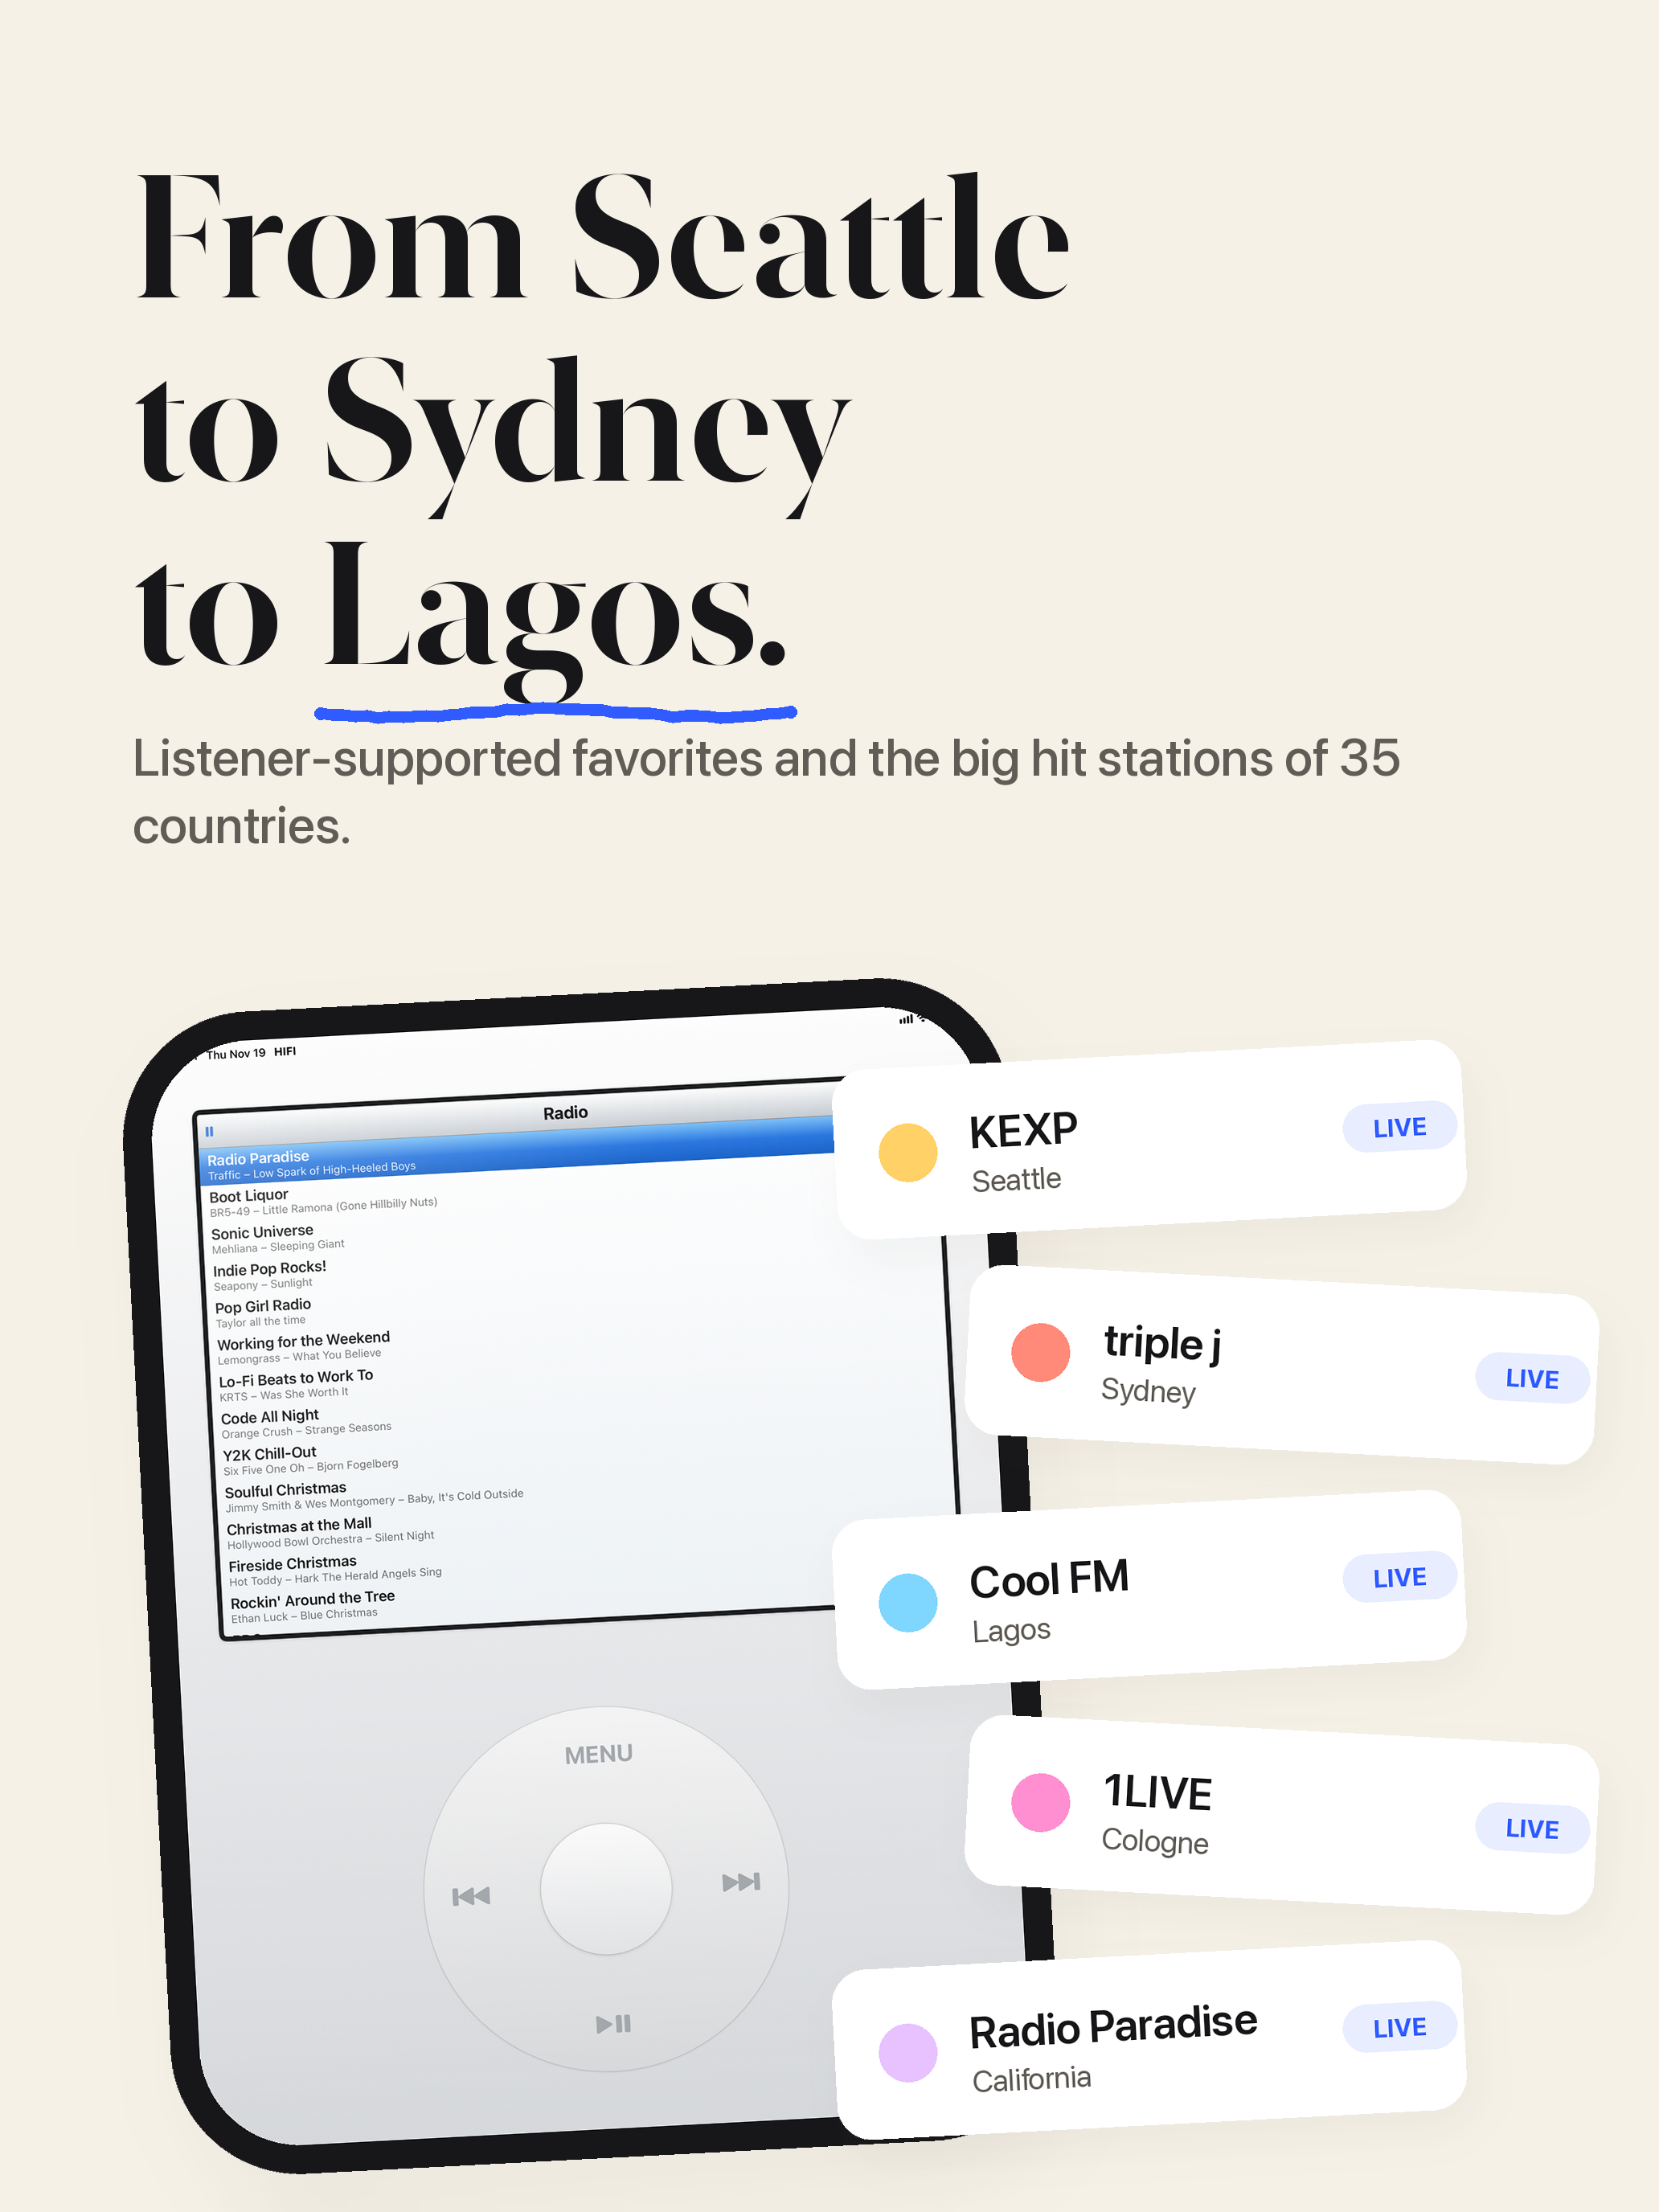 From Seattle
to Sydney
to Lagos.
Listener-supported favorites and the big hit stations of 35
countries.
Thu Nov 19 HIFI
Radio
Radio Paradise
Traffic – Low Spark of High-Heeled Boys
Boot Liquor
BR5-49 – Little Ramona (Gone Hillbilly Nuts)
Sonic Universe
Mehliana – Sleeping Giant
Indie Pop Rocks!
Seapony – Sunlight
Pop Girl Radio
Taylor all the time
Working for the Weekend
Lemongrass – What You Believe
Lo-Fi Beats to Work To
KRTS – Was She Worth It
Code All Night
Orange Crush – Strange Seasons
Y2K Chill-Out
Six Five One Oh – Bjorn Fogelberg
Soulful Christmas
Jimmy Smith & Wes Montgomery – Baby, It's Cold Outside
Christmas at the Mall
Hollywood Bowl Orchestra – Silent Night
Fireside Christmas
Hot Toddy – Hark The Herald Angels Sing
Rockin' Around the Tree
Ethan Luck – Blue Christmas
MENU
KEXP
Seattle
LIVE
triple j
Sydney
LIVE
Cool FM
Lagos
LIVE
1LIVE
Cologne
LIVE
Radio Paradise
California
LIVE